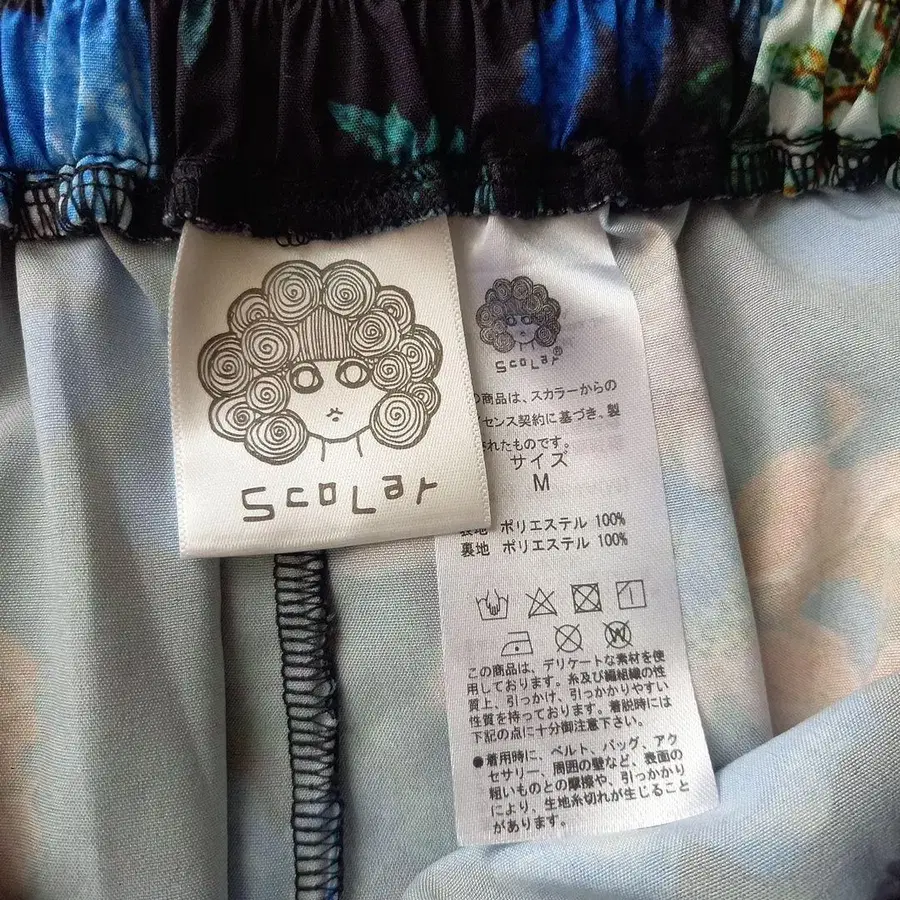 Scolar
Scolar®
商品は、スカラーからの
センス契約に基づき、製
れたものです。
サイズ
M
表地 ポリエステル 100%
裏地 ポリエステル 100%
W
この商品は、デリケートな素材を使
用しております。糸及び編組織の性
質上、引っかけ、引っかかりやすい
性質を持っております。着脱時には
下記の点に十分御注意下さい。
●着用時に、ベルト、バッグ、アク
セサリー、周囲の壁など、表面の
粗いものとの摩擦や、引っかかり
により、生地糸切れが生じること
があります。